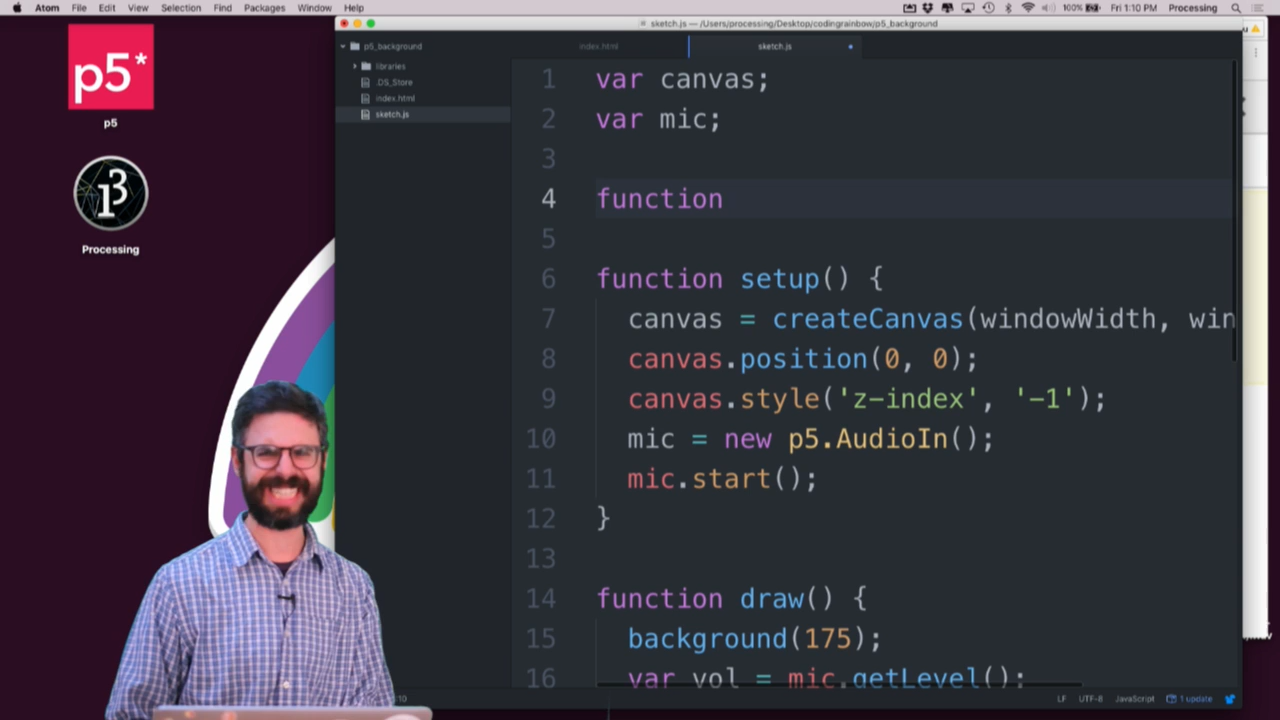 Atom File Edit View Selection Find Packages Window Help 100% Fri 1:10 PM Processing
sketch.js — /Users/processing/Desktop/codingrainbow/p5_background
p5*
p5
Processing
p5_background
libraries
.DS_Store
index.html
sketch.js
index.html sketch.js
1 var canvas;
2 var mic;
3
4 function
5
6 function setup() {
7 canvas = createCanvas(windowWidth, win
8 canvas.position(0, 0);
9 canvas.style('z-index', '-1');
10 mic = new p5.AudioIn();
11 mic.start();
12 }
13
14 function draw() {
15 background(175);
16 var vol = mic.getLevel();
LF UTF-8 JavaScript 1 update